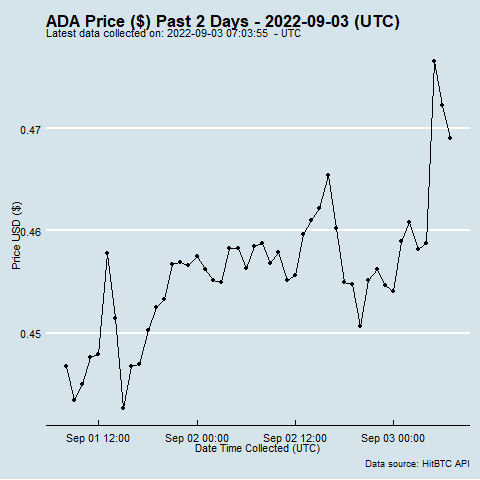 ADA Price ($) Past 2 Days - 2022-09-03 (UTC)
Latest data collected on: 2022-09-03 07:03:55 - UTC
0.47
0.46
0.45
Price USD ($)
Sep 01 12:00 Sep 02 00:00 Sep 02 12:00 Sep 03 00:00
Date Time Collected (UTC)
Data source: HitBTC API